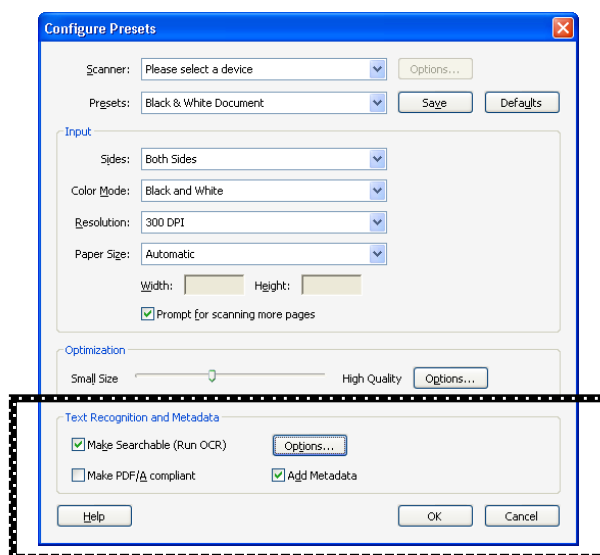 Configure Presets
Scanner: Please select a device Options...
Presets: Black & White Document Save Defaults
Input
Sides: Both Sides
Color Mode: Black and White
Resolution: 300 DPI
Paper Size: Automatic
Width: Height:
Prompt for scanning more pages
Optimization
Small Size High Quality Options...
Text Recognition and Metadata
Make Searchable (Run OCR) Options...
Make PDF/A compliant Add Metadata
Help OK Cancel